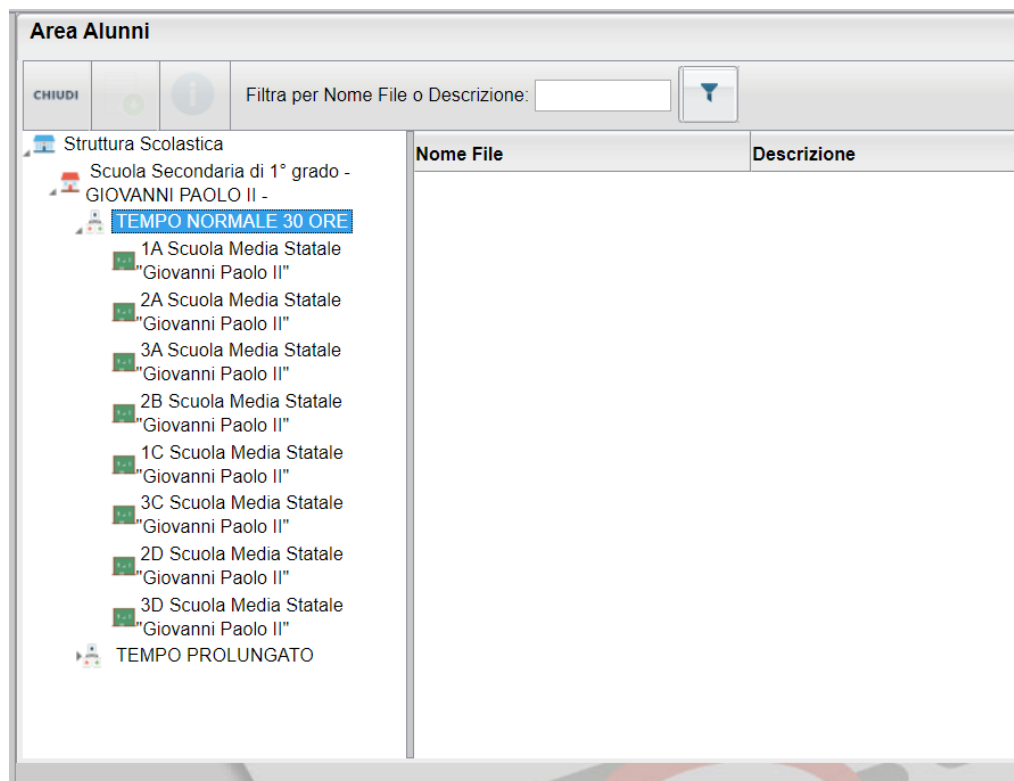 Area Alunni
CHIUDI
Filtra per Nome File o Descrizione:
Struttura Scolastica
Scuola Secondaria di 1° grado -
GIOVANNI PAOLO II -
TEMPO NORMALE 30 ORE
1A Scuola Media Statale
"Giovanni Paolo II"
2A Scuola Media Statale
"Giovanni Paolo II"
3A Scuola Media Statale
"Giovanni Paolo II"
2B Scuola Media Statale
"Giovanni Paolo II"
1C Scuola Media Statale
"Giovanni Paolo II"
3C Scuola Media Statale
"Giovanni Paolo II"
2D Scuola Media Statale
"Giovanni Paolo II"
3D Scuola Media Statale
"Giovanni Paolo II"
TEMPO PROLUNGATO
Nome File
Descrizione